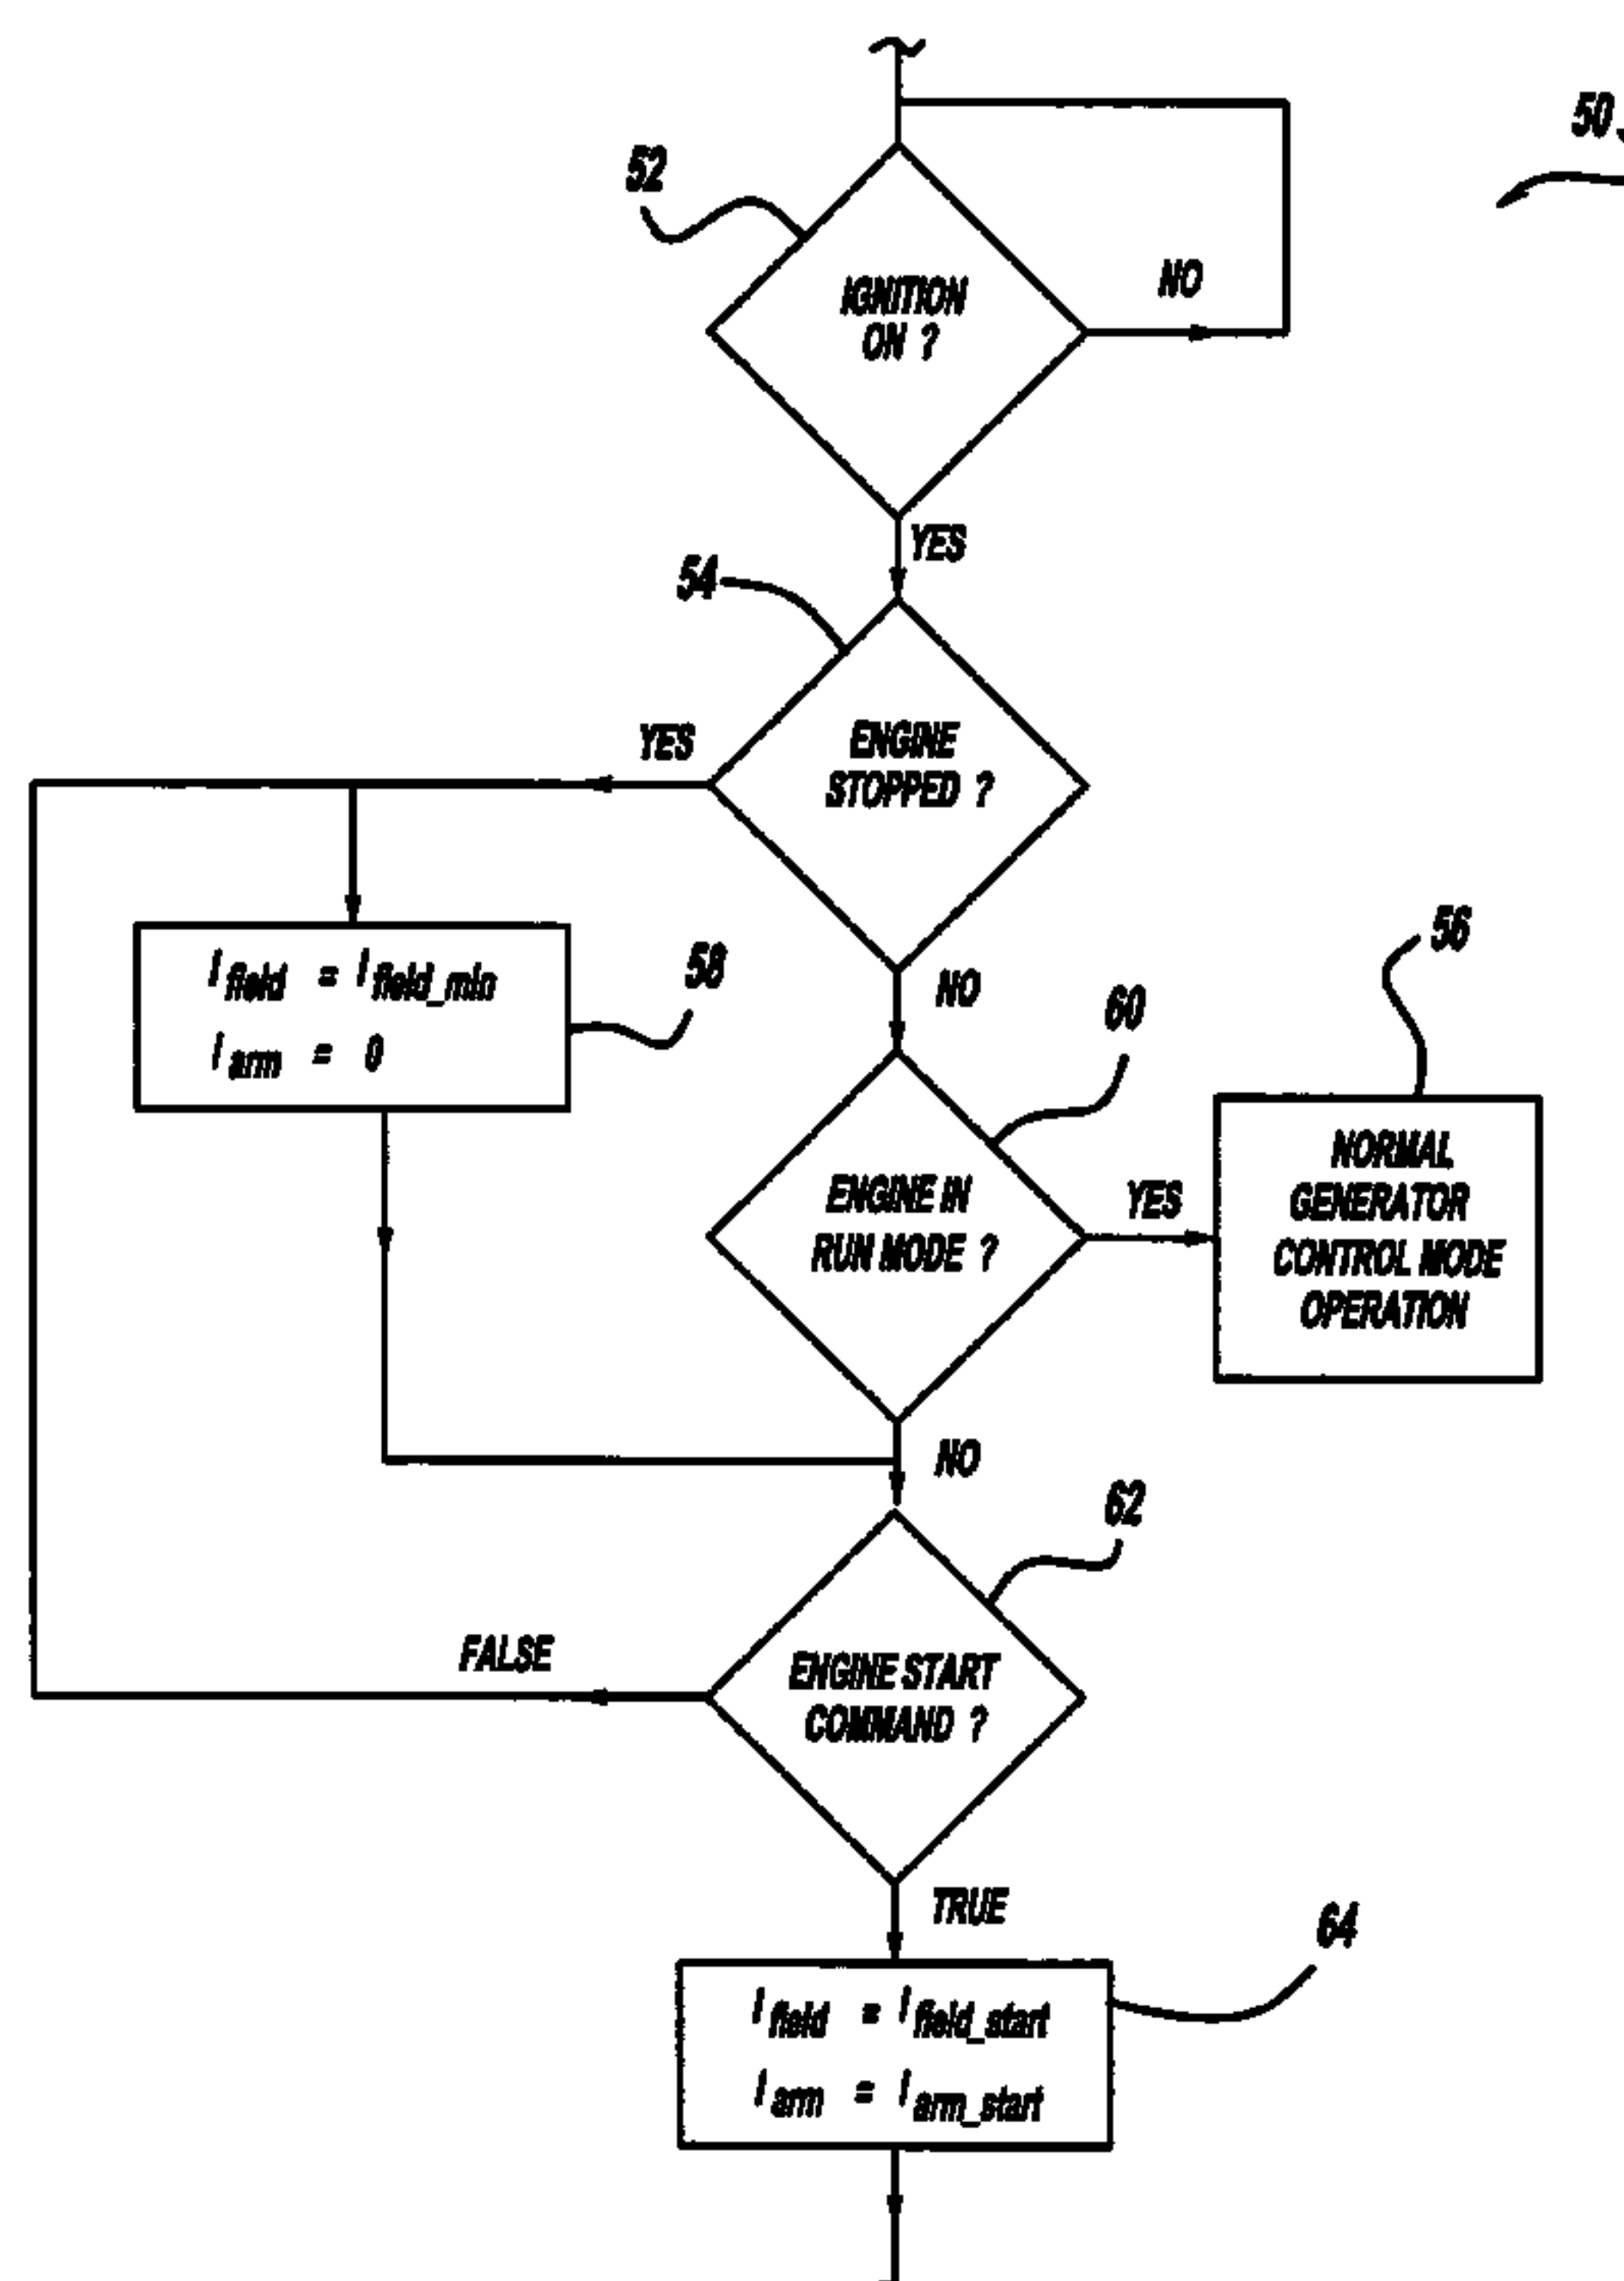 50
52
IGNITION
ON ?
NO
YES
54
ENGINE
STOPPED ?
YES
NO
I field = I field_min
I arm = 0
58
60
56
ENGINE IN
RUN MODE ?
YES
NORMAL
GENERATOR
CONTROL MODE
OPERATION
NO
62
ENGINE START
COMMAND ?
FALSE
TRUE
64
I field = I field_start
I arm = I arm_start